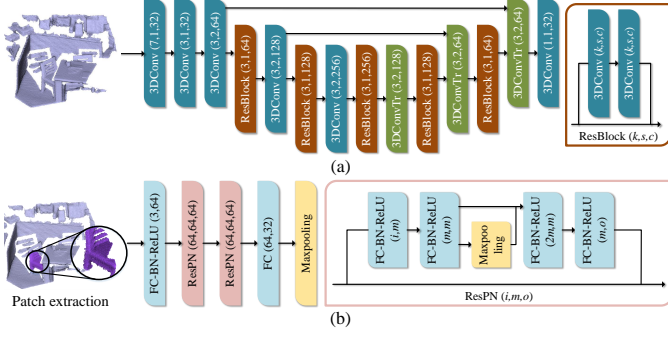 3DConv (7,1,32)
3DConv (3,1,32)
3DConv (3,2,64)
ResBlock (3,1,64)
3DConv (3,2,128)
ResBlock (3,1,128)
3DConv (3,2,256)
ResBlock (3,1,256)
3DConvTr (3,2,128)
ResBlock (3,1,128)
3DConvTr (3,2,64)
ResBlock (3,1,64)
3DConvTr (3,2,64)
3DConv (1,1,32)
3DConv (k,s,c)
3DConv (k,s,c)
ResBlock (k,s,c)
(a)
Patch extraction
FC-BN-ReLU (3,64)
ResPN (64,64,64)
ResPN (64,64,64)
FC (64,32)
Maxpooling
FC-BN-ReLU
(i,m)
FC-BN-ReLU
(m,m)
Maxpoo
ling
FC-BN-ReLU
(2m,m)
FC-BN-ReLU
(m,o)
ResPN (i,m,o)
(b)